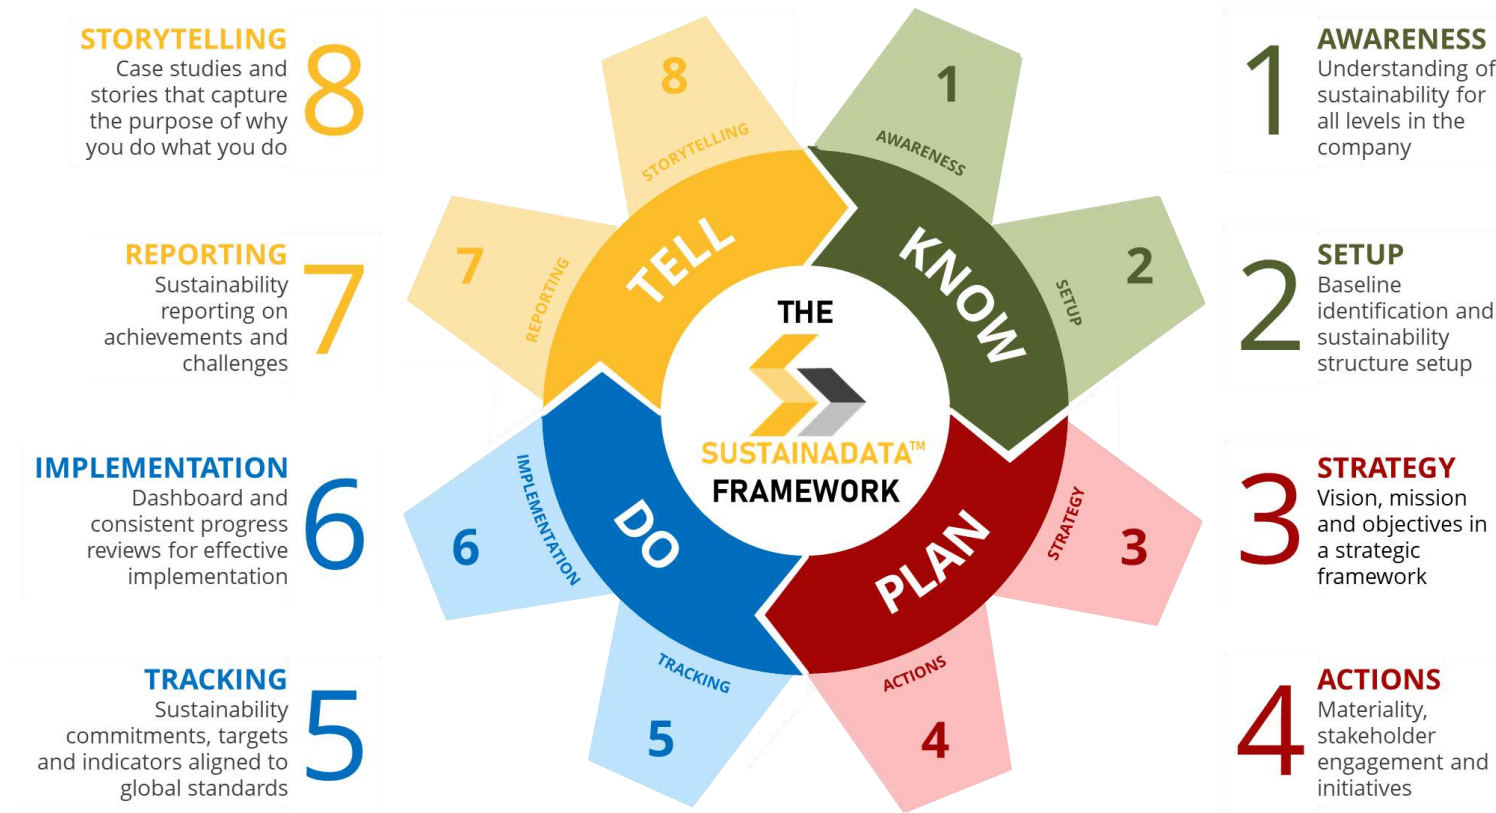 STORYTELLING
Case studies and
stories that capture
the purpose of why
you do what you do
8
REPORTING
Sustainability
reporting on
achievements and
challenges
7
IMPLEMENTATION
Dashboard and
consistent progress
reviews for effective
implementation
6
TRACKING
Sustainability
commitments, targets
and indicators aligned to
global standards
5
8
STORYTELLING
1
AWARENESS
7
REPORTING
2
SETUP
TELL
KNOW
THE
SUSTAINADATA™
FRAMEWORK
DO
PLAN
6
IMPLEMENTATION
STRATEGY
3
TRACKING
5
ACTIONS
4
1
AWARENESS
Understanding of
sustainability for
all levels in the
company
2
SETUP
Baseline
identification and
sustainability
structure setup
3
STRATEGY
Vision, mission
and objectives in
a strategic
framework
4
ACTIONS
Materiality,
stakeholder
engagement and
initiatives